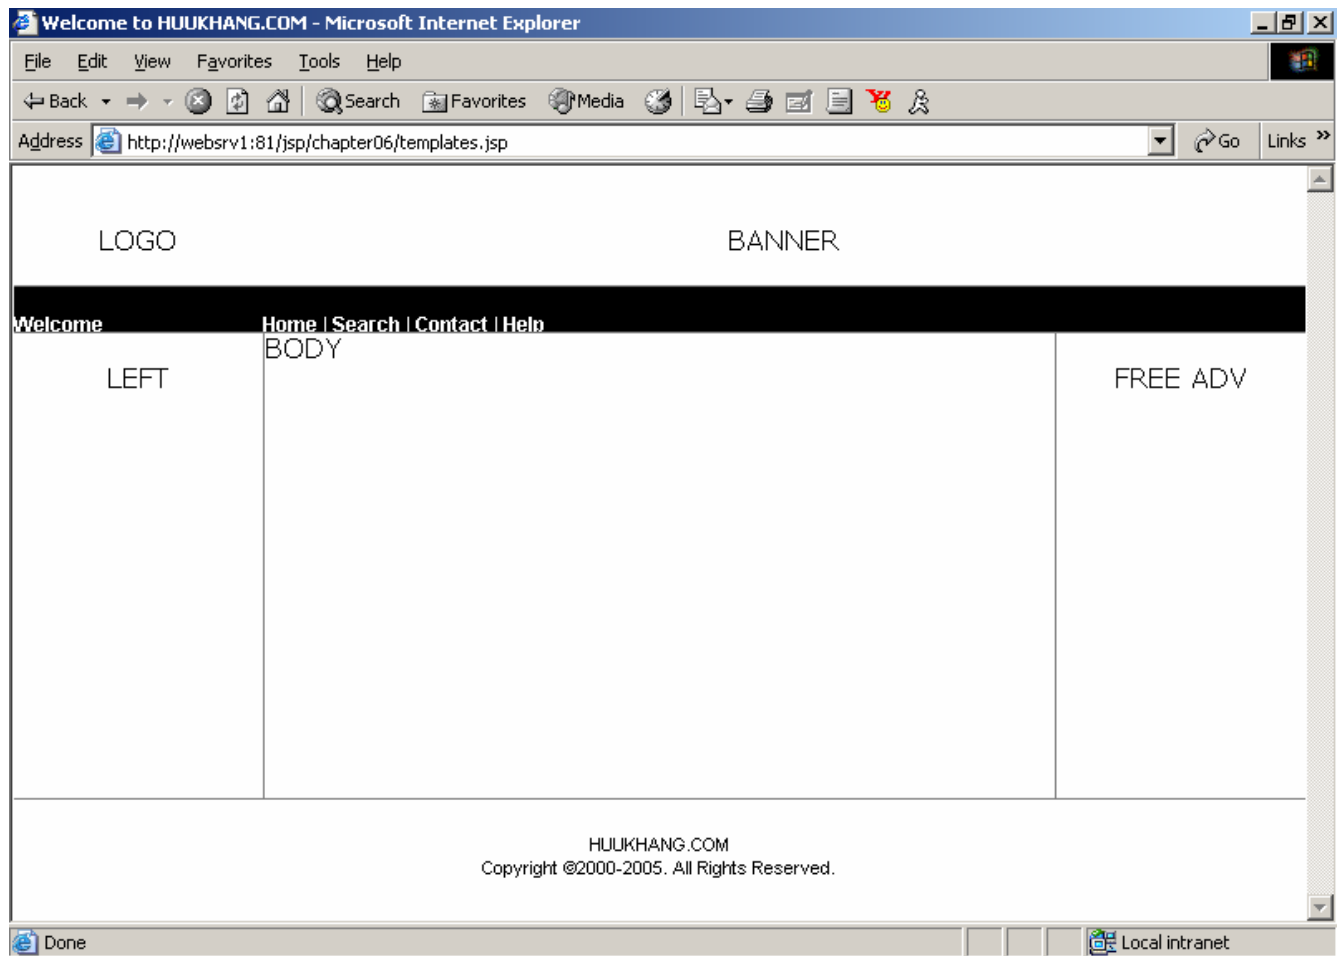 Welcome to HUUKHANG.COM - Microsoft Internet Explorer
File Edit View Favorites Tools Help
Back Search Favorites Media
Address http://websrv1:81/jsp/chapter06/templates.jsp Go Links »
LOGO BANNER
Welcome Home | Search | Contact | Help
BODY
LEFT FREE ADV
HUUKHANG.COM
Copyright ©2000-2005. All Rights Reserved.
Done Local intranet